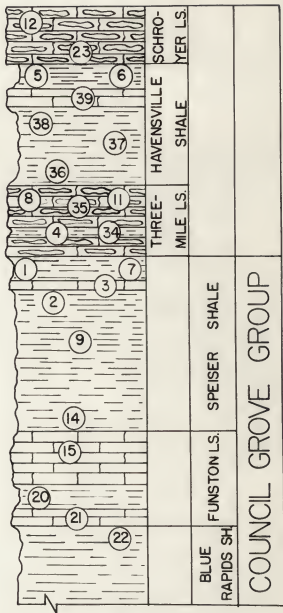 12
23
SCHRO-
YER LS.
5 6
39
38
37
36
HAVENSVILLE
SHALE
8 11
35
4 34
THREE-
MILE LS.
1 7
3
2
9
14
SPEISER SHALE
15
20
21
FUNSTON LS.
22
BLUE
RAPIDS SH.
COUNCIL GROVE GROUP